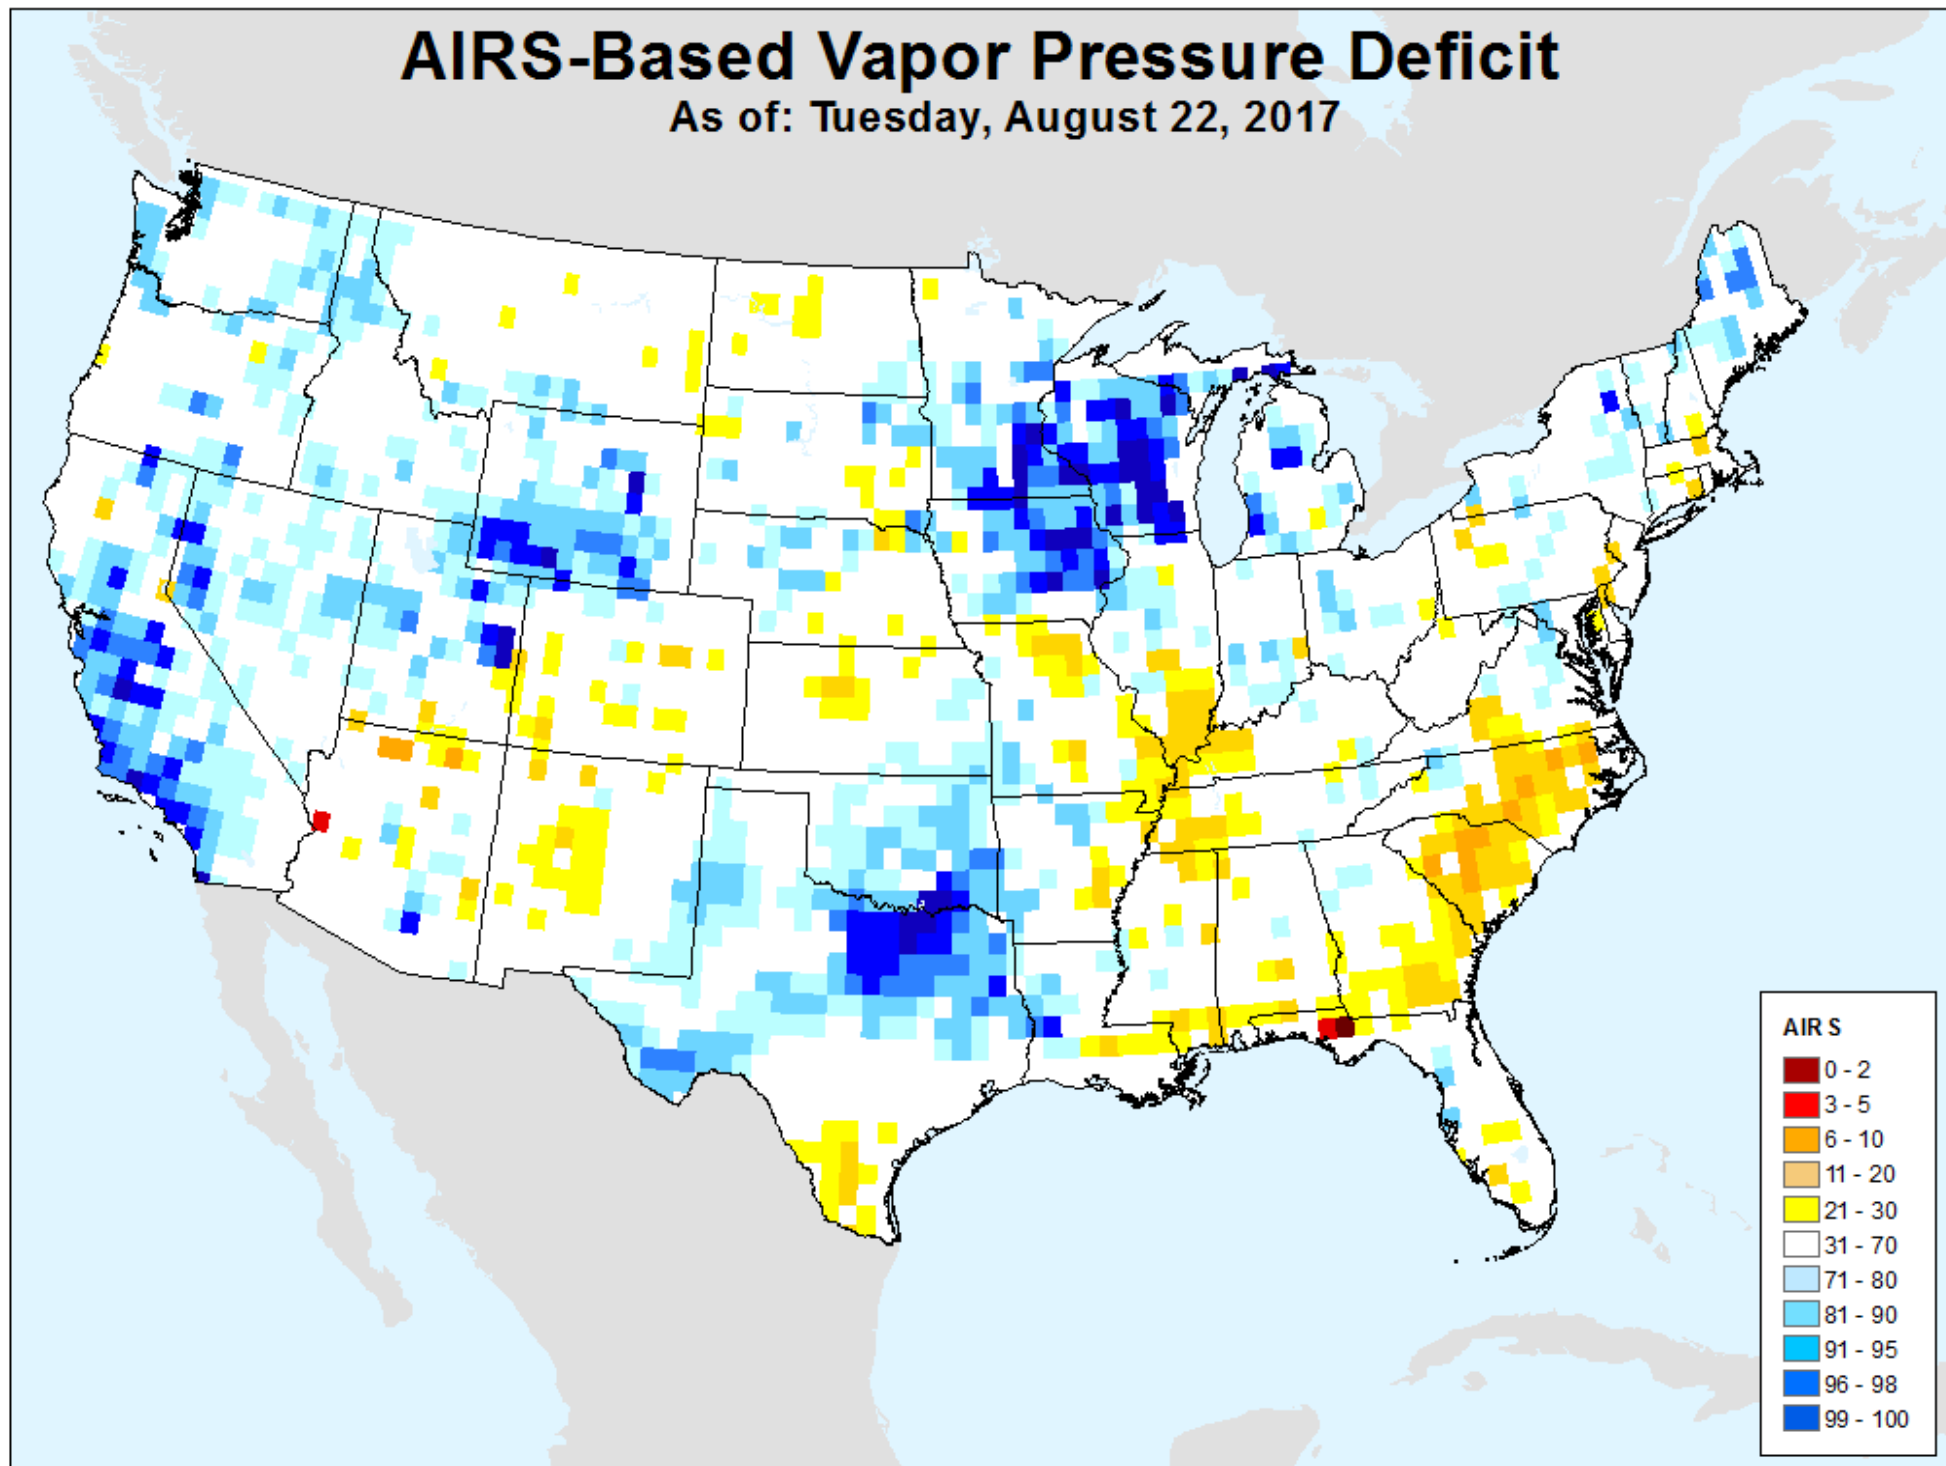 AIRS-Based Vapor Pressure Deficit
As of: Tuesday, August 22, 2017
AIRS
0 - 2
3 - 5
6 - 10
11 - 20
21 - 30
31 - 70
71 - 80
81 - 90
91 - 95
96 - 98
99 - 100